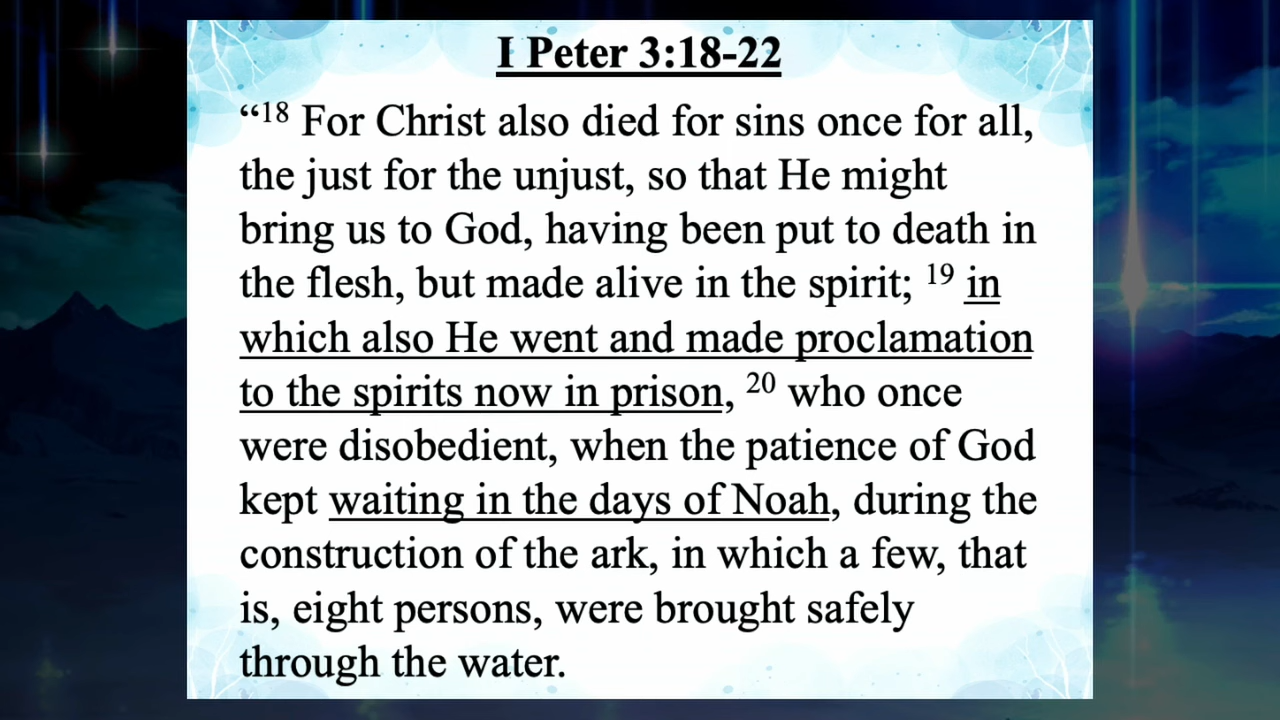 I Peter 3:18-22
“18 For Christ also died for sins once for all,
the just for the unjust, so that He might
bring us to God, having been put to death in
the flesh, but made alive in the spirit; 19 in
which also He went and made proclamation
to the spirits now in prison, 20 who once
were disobedient, when the patience of God
kept waiting in the days of Noah, during the
construction of the ark, in which a few, that
is, eight persons, were brought safely
through the water.